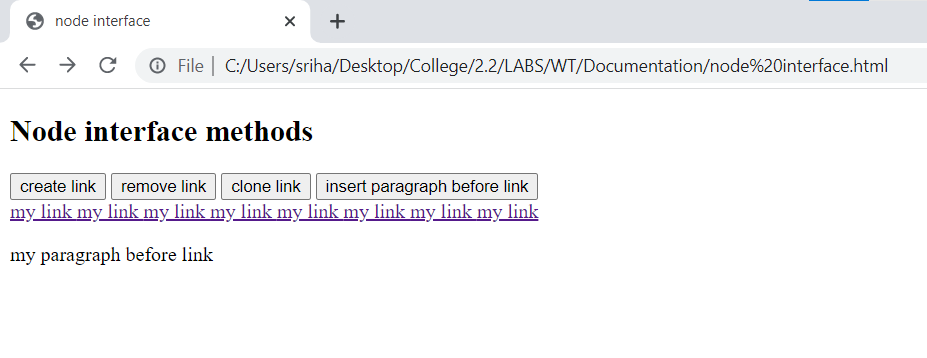 node interface
File C:/Users/sriha/Desktop/College/2.2/LABS/WT/Documentation/node%20interface.html
Node interface methods
create link remove link clone link insert paragraph before link
my link my link my link my link my link my link my link my link
my paragraph before link